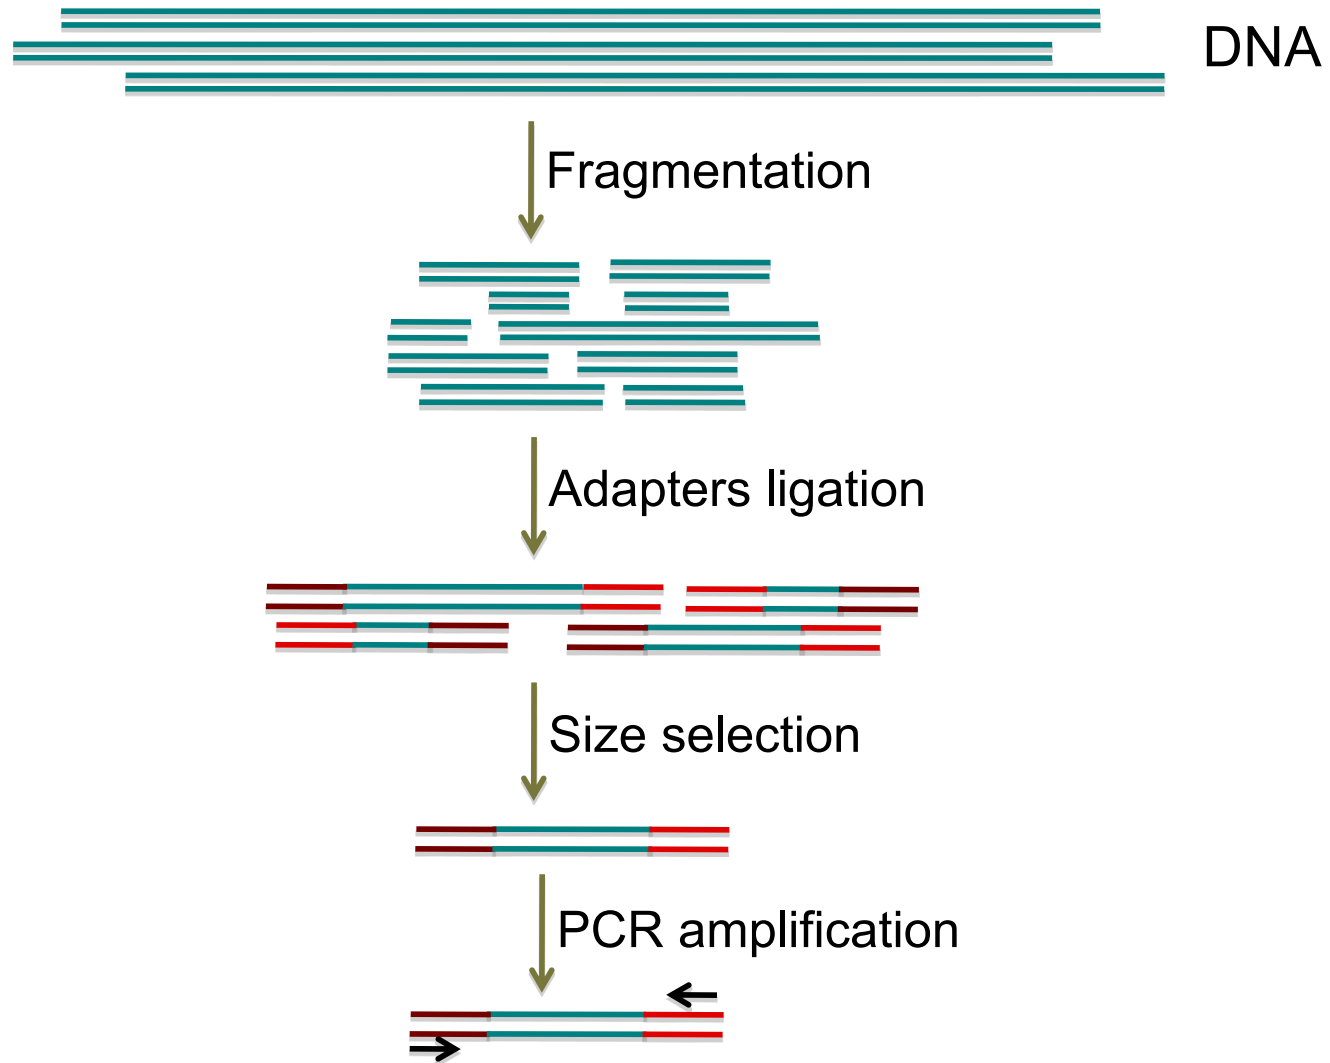 DNA
Fragmentation
Adapters ligation
Size selection
PCR amplification